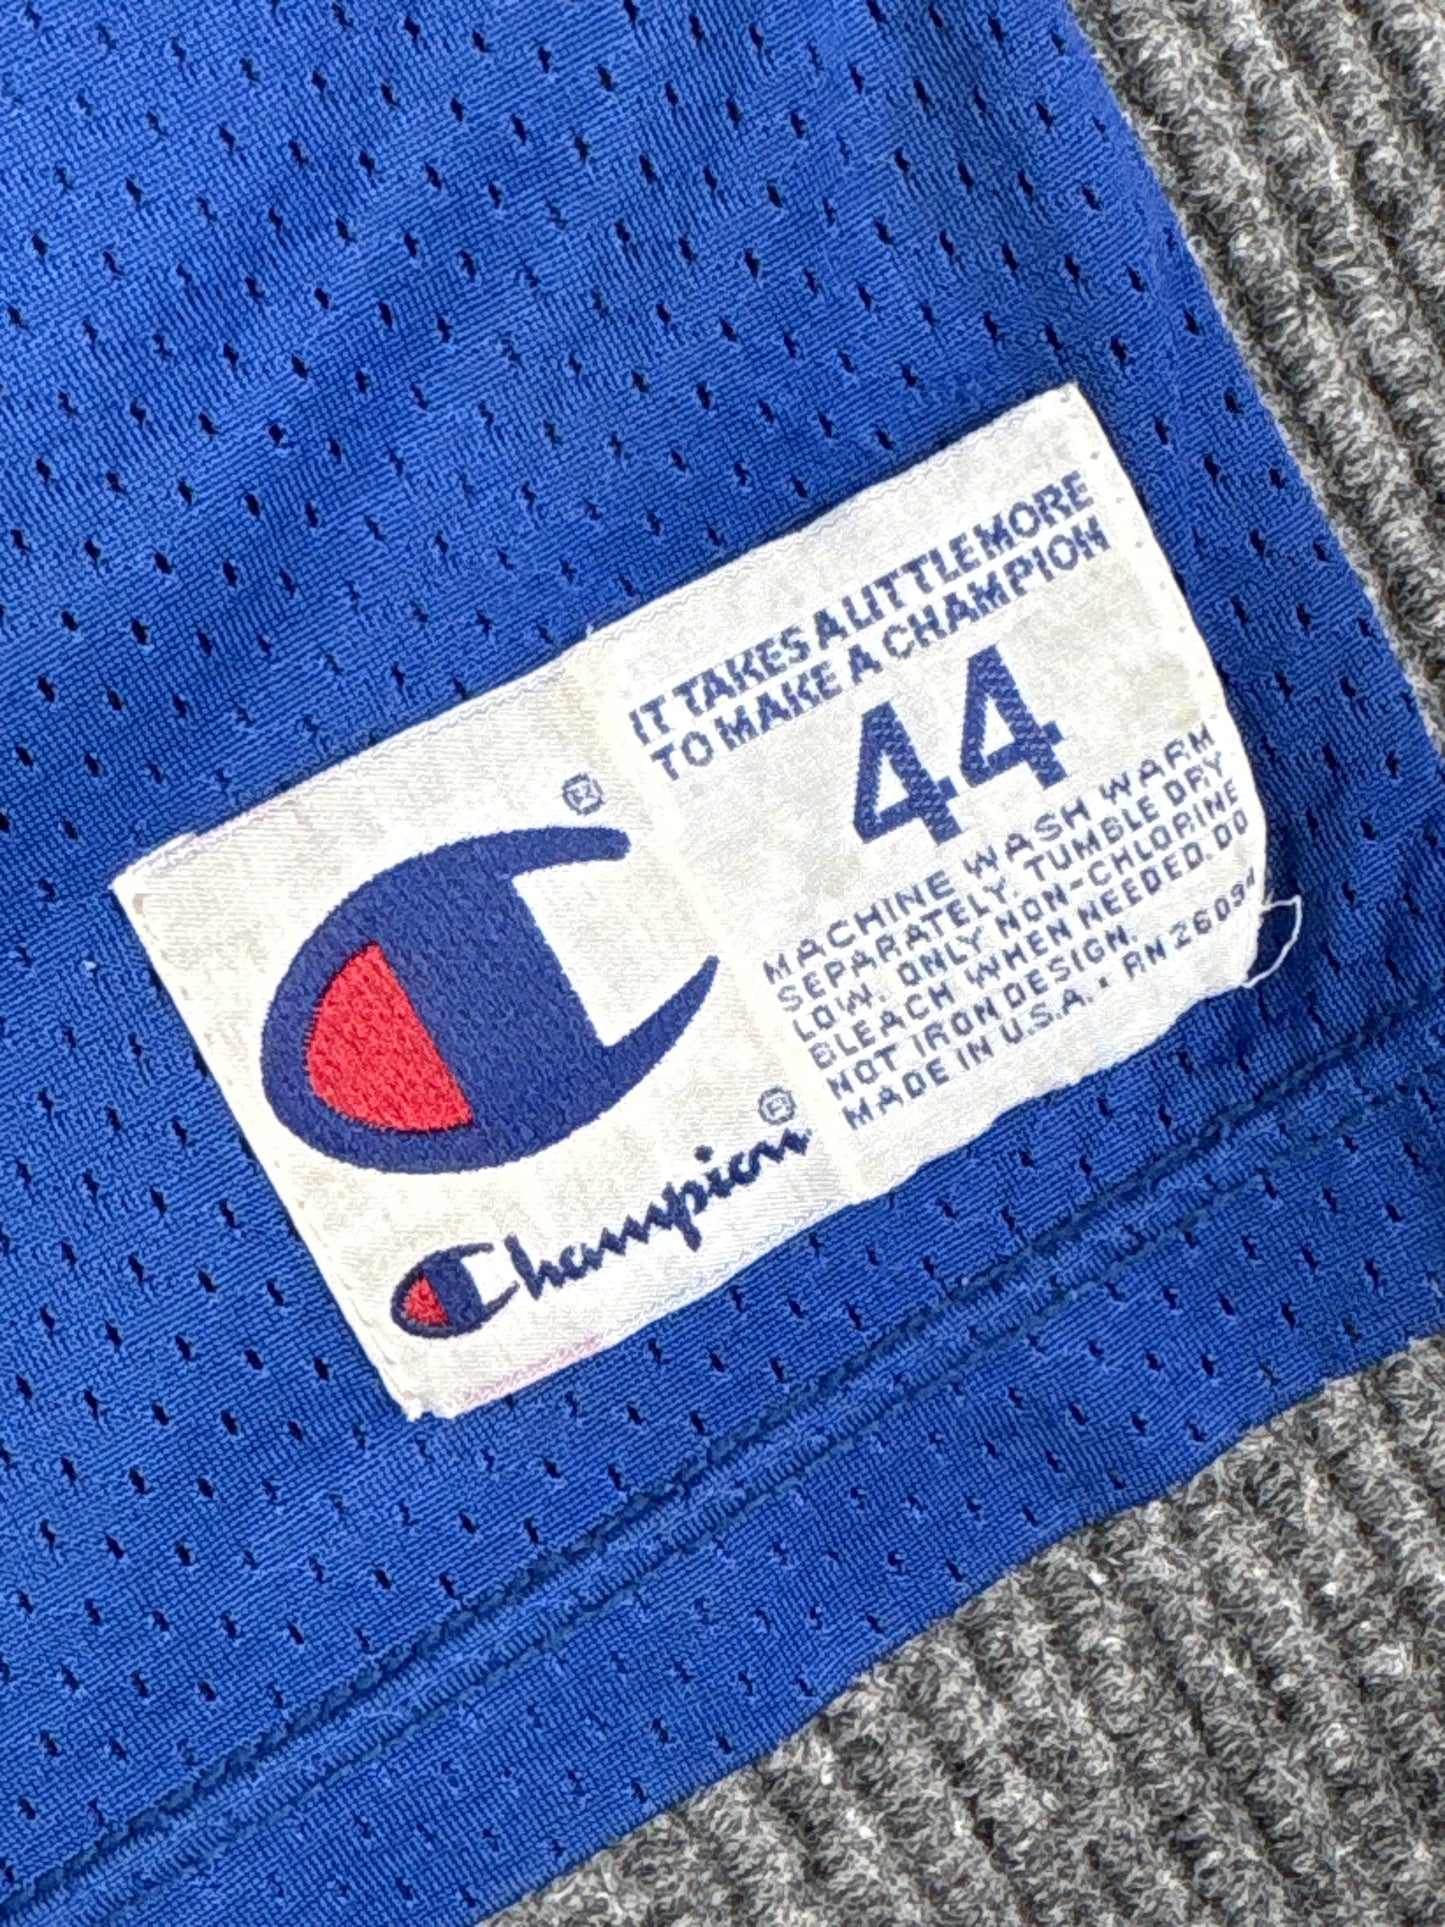 IT TAKES A LITTLE MORE
TO MAKE A CHAMPION
44
MACHINE WASH WARM
SEPARATELY. TUMBLE DRY
LOW. ONLY NON-CHLORINE
BLEACH WHEN NEEDED. DO
NOT IRON DESIGN.
MADE IN U.S.A. • RN 26094
®
®
Champion